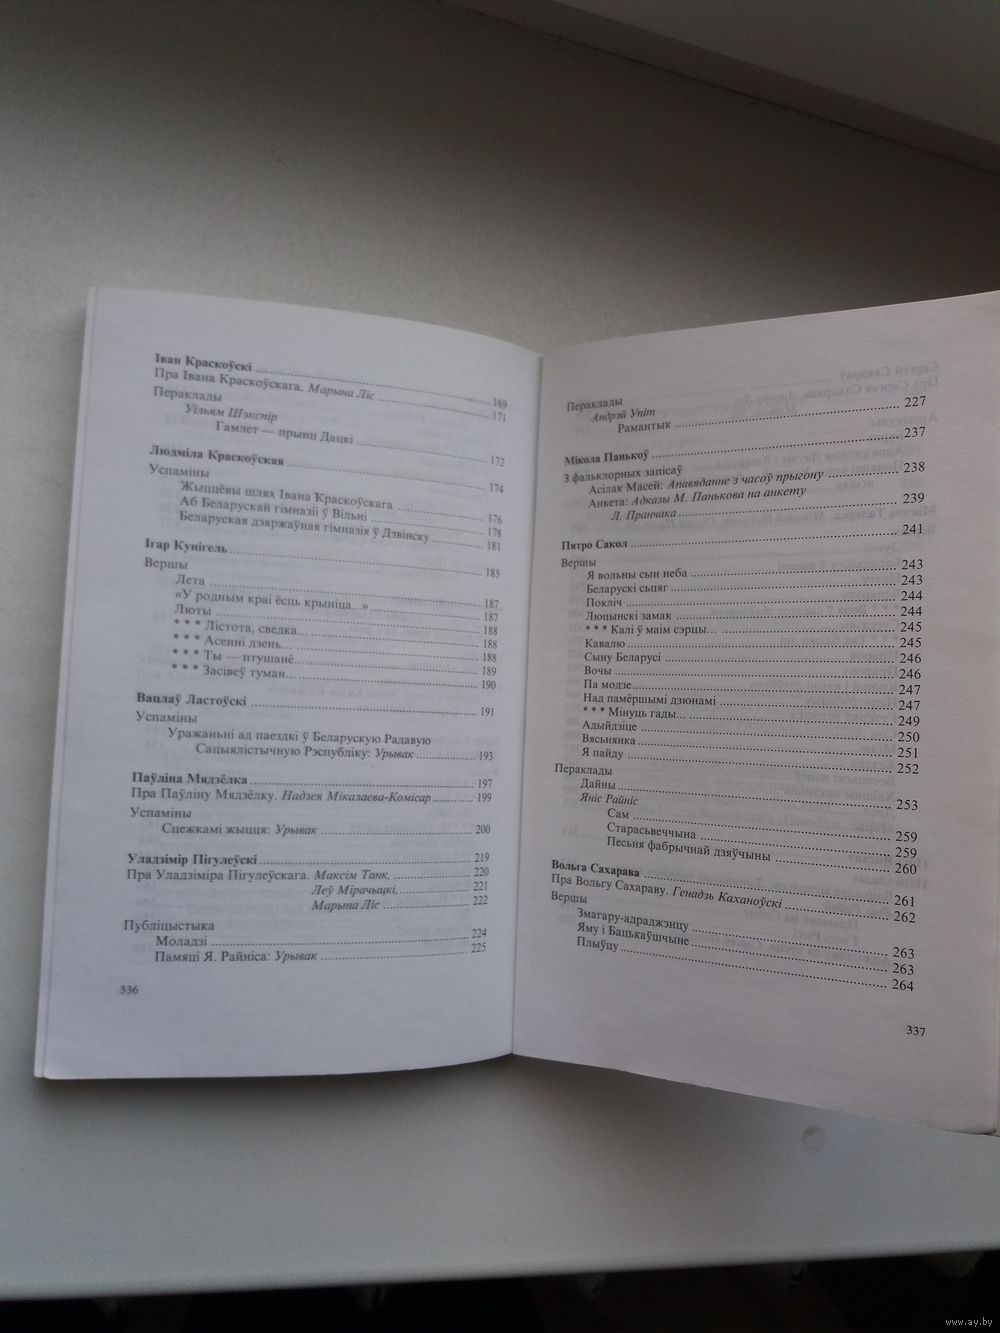 Іван Краскоўскі ........ 169
Пра Івана Краскоўскага. Марына Ліс ........ 171
Пераклады
Уільям Шэкспір
Гамлет — прынц Дацкі ........ 172
Людміла Краскоўская ........ 174
Успаміны
Жыццёвы шлях Івана Краскоўскага ........ 176
Аб Беларускай гімназіі ў Вільні ........ 178
Беларуская дзяржаўная гімназія ў Дзвінску ........ 181
Ігар Купігель ........ 185
Вершы
Лета ........ 187
«У родным краі ёсць крыніца...» ........ 187
Люты ........ 188
* * * Лістота, сведка... ........ 188
* * * Асенні дзень... ........ 188
* * * Ты — птушанё... ........ 189
* * * Засівеў туман... ........ 190
Вацлаў Ластоўскі ........ 191
Успаміны
Уражаньні ад паездкі ў Беларускую Радавую
Сацыялістычную Рэспубліку: Урывак ........ 193
Паўліна Мядзёлка ........ 197
Пра Паўліну Мядзёлку. Надзея Мікалаева-Комісар ........ 199
Успаміны
Сцежкамі жыцця: Урывак ........ 200
Уладзімір Пігулеўскі ........ 219
Пра Уладзіміра Пігулеўскага. Максім Танк, ........ 220
Леў Мірачыцкі, ........ 221
Марына Ліс ........ 222
Публіцыстыка
Моладзі ........ 224
Памяці Я. Райніса: Урывак ........ 225
336
Пераклады
Андрэй Упіт
Рамантык ........ 227
Мікола Панькоў ........ 237
З фальклорных запісаў
Асілак Масей: Апавяданне з часоў прыгону ........ 238
Анкета: Адказы М. Панькова на анкету
Л. Пранчака ........ 239
Пятро Сакол ........ 241
Вершы
Я вольны сын неба ........ 243
Беларускі сьцяг ........ 243
Покліч ........ 244
Люцынскі замак ........ 244
* * * Калі ў маім сэрцы... ........ 245
Кавалю ........ 245
Сыну Беларусі ........ 246
Вочы ........ 246
Па модзе ........ 247
Над памёршымі дзюнамі ........ 247
* * * Мінуць гады... ........ 249
Адыйдзіце ........ 250
Вясьнянка ........ 251
Я пайду ........ 252
Пераклады
Дайны ........ 253
Яніс Райніс
Сам ........ 259
Старасьвеччына ........ 259
Песьня фабрычнай дзяўчыны ........ 260
Вольга Сахарава ........ 261
Пра Вольгу Сахараву. Генадзь Каханоўскі ........ 262
Вершы
Змагару-адраджэнцу ........ 263
Яму і Бацькаўшчыне ........ 263
Плыўцу ........ 264
337
www.ay.by